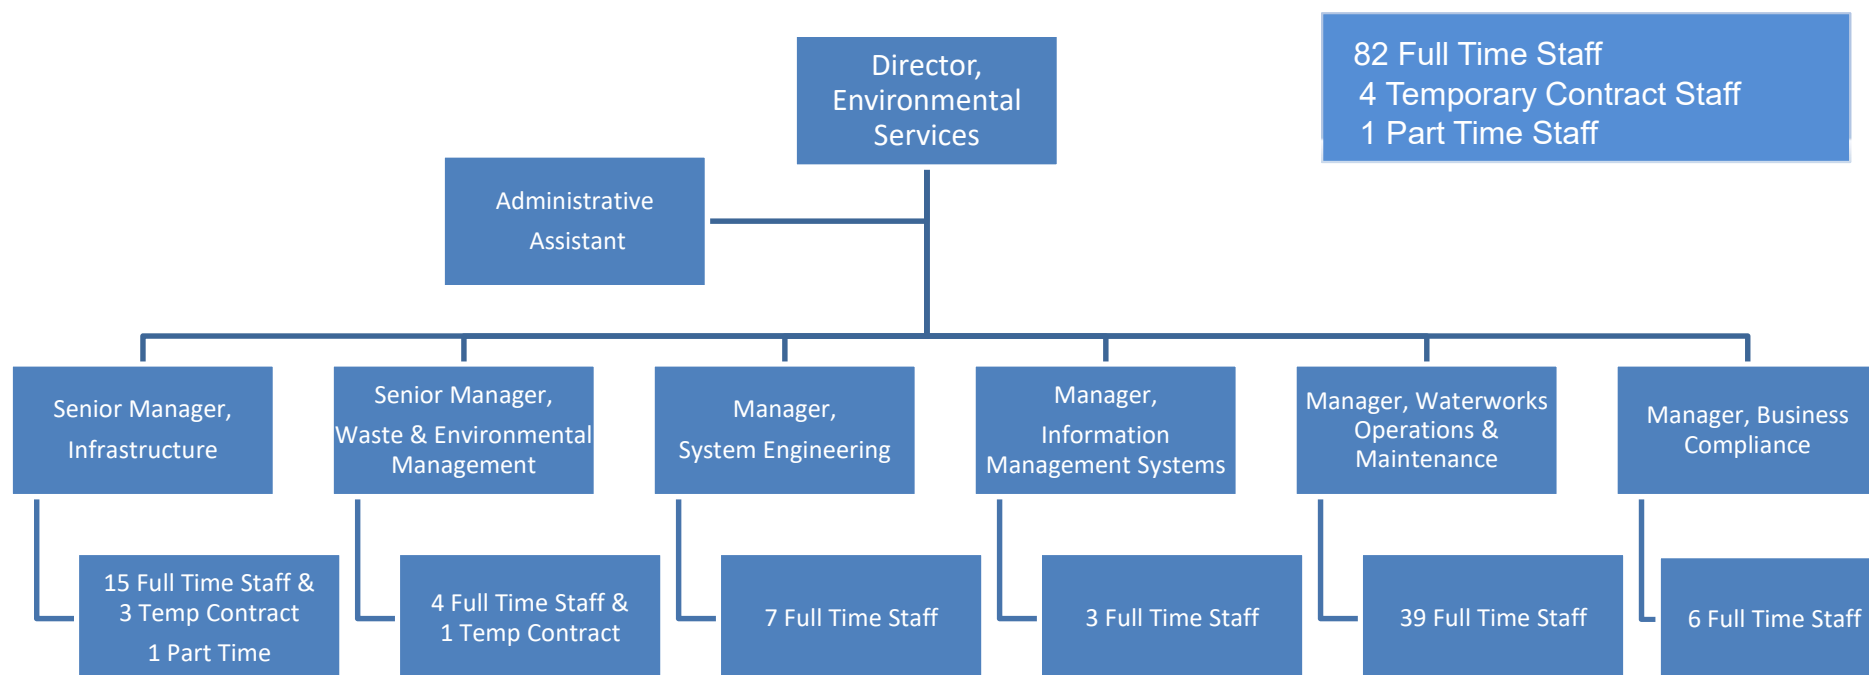 Director,
Environmental
Services
82 Full Time Staff
4 Temporary Contract Staff
1 Part Time Staff
Administrative
Assistant
Senior Manager,
Infrastructure
Senior Manager,
Waste & Environmental
Management
Manager,
System Engineering
Manager,
Information
Management Systems
Manager, Waterworks
Operations &
Maintenance
Manager, Business
Compliance
15 Full Time Staff &
3 Temp Contract
1 Part Time
4 Full Time Staff &
1 Temp Contract
7 Full Time Staff
3 Full Time Staff
39 Full Time Staff
6 Full Time Staff